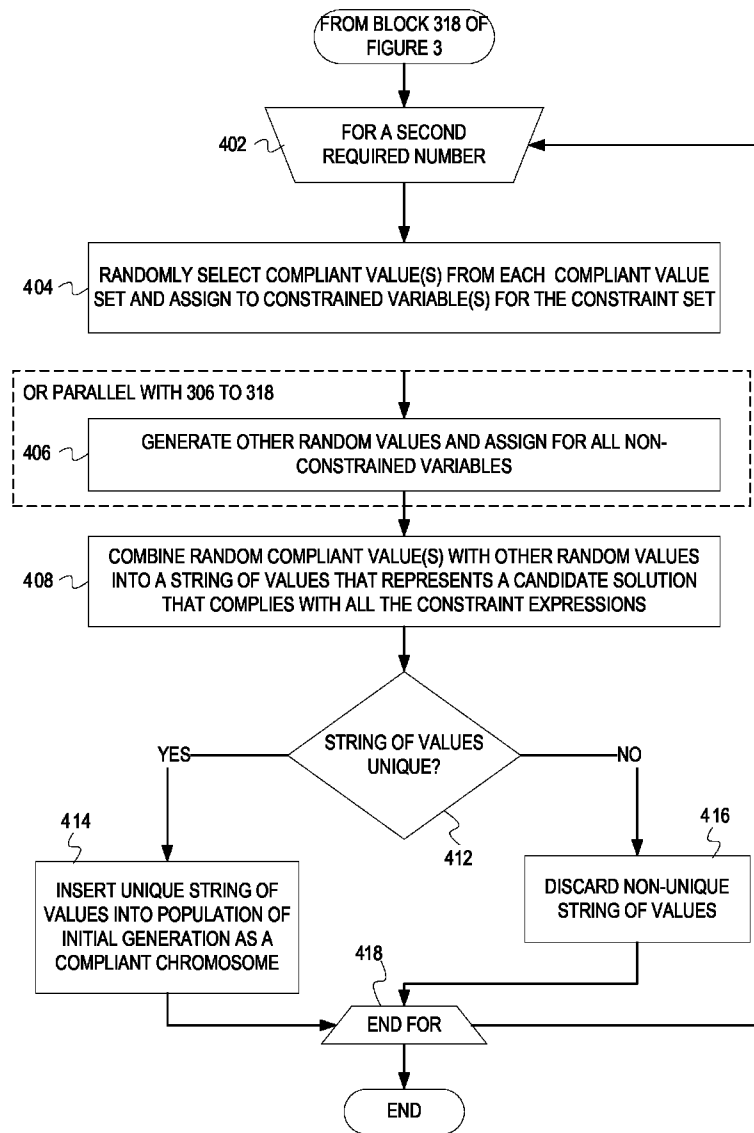 FROM BLOCK 318 OF
FIGURE 3
402
FOR A SECOND
REQUIRED NUMBER
404
RANDOMLY SELECT COMPLIANT VALUE(S) FROM EACH COMPLIANT VALUE
SET AND ASSIGN TO CONSTRAINED VARIABLE(S) FOR THE CONSTRAINT SET
OR PARALLEL WITH 306 TO 318
406
GENERATE OTHER RANDOM VALUES AND ASSIGN FOR ALL NON-
CONSTRAINED VARIABLES
408
COMBINE RANDOM COMPLIANT VALUE(S) WITH OTHER RANDOM VALUES
INTO A STRING OF VALUES THAT REPRESENTS A CANDIDATE SOLUTION
THAT COMPLIES WITH ALL THE CONSTRAINT EXPRESSIONS
STRING OF VALUES
UNIQUE?
YES
NO
412
414
INSERT UNIQUE STRING OF
VALUES INTO POPULATION OF
INITIAL GENERATION AS A
COMPLIANT CHROMOSOME
416
DISCARD NON-UNIQUE
STRING OF VALUES
418
END FOR
END